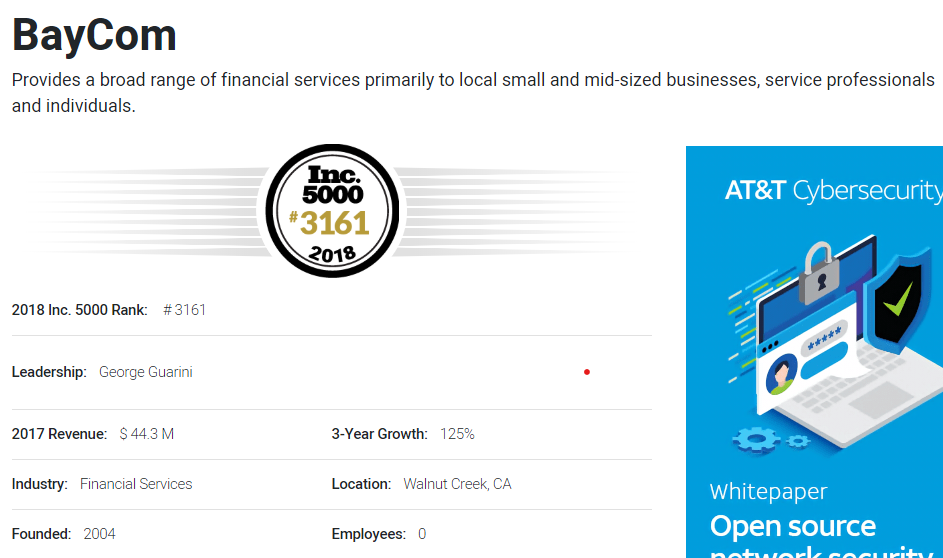 BayCom
Provides a broad range of financial services primarily to local small and mid-sized businesses, service professionals
and individuals.
Inc.
5000
#3161
2018
AT&T Cybersecurity
*****
2018 Inc. 5000 Rank: #3161
Leadership: George Guarini
2017 Revenue: $ 44.3 M
3-Year Growth: 125%
Industry: Financial Services
Location: Walnut Creek, CA
Founded: 2004
Employees: 0
Whitepaper
Open source
network security